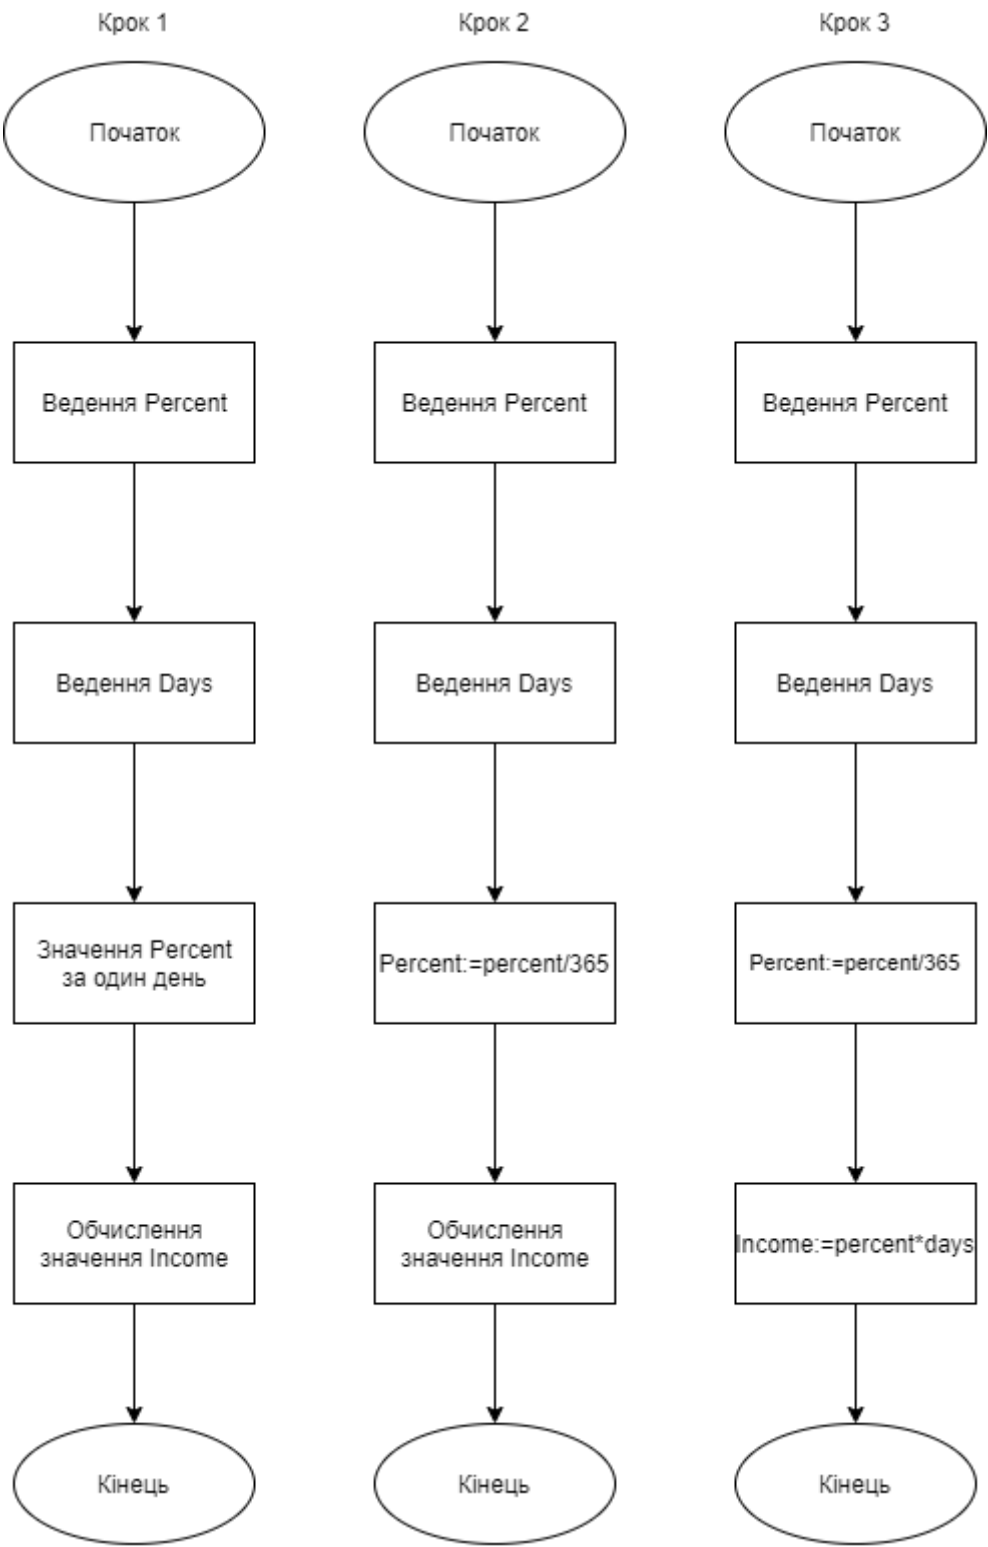 Крок 1
Початок
Ведення Percent
Ведення Days
Значення Percent
за один день
Обчислення
значення Income
Кінець
Крок 2
Початок
Ведення Percent
Ведення Days
Percent:=percent/365
Обчислення
значення Income
Кінець
Крок 3
Початок
Ведення Percent
Ведення Days
Percent:=percent/365
Income:=percent*days
Кінець